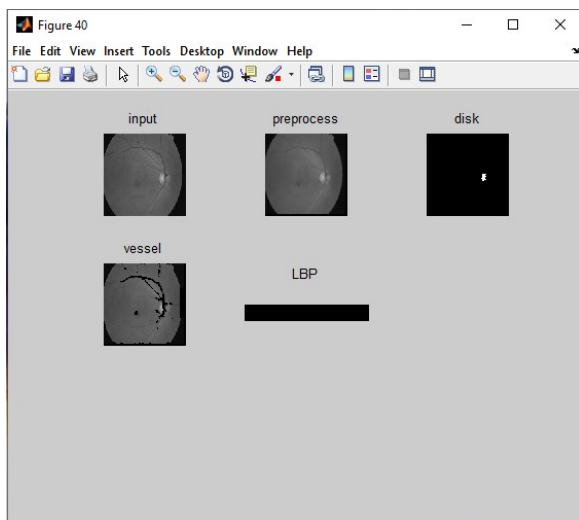 Figure 40
File Edit View Insert Tools Desktop Window Help
input preprocess disk
vessel LBP